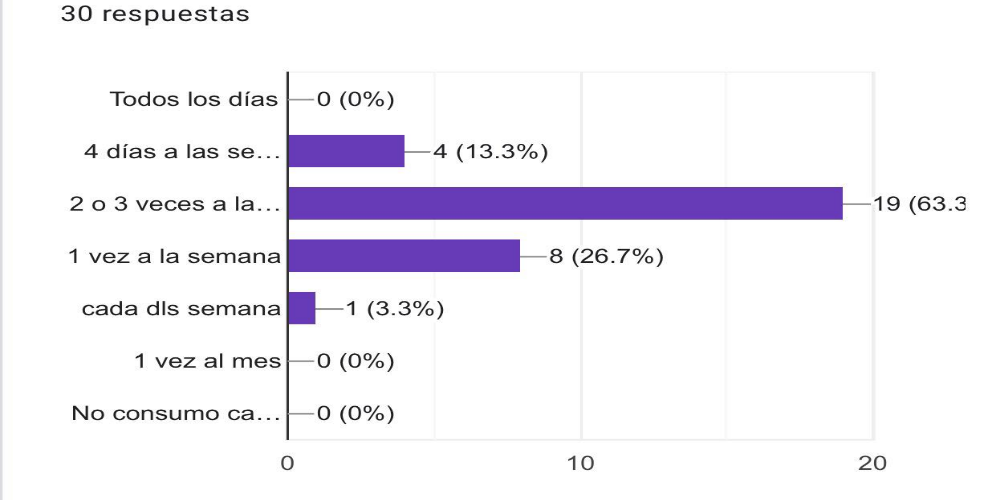 30 respuestas
Todos los días 0 (0%)
4 días a las se... 4 (13.3%)
2 o 3 veces a la... 19 (63.3
1 vez a la semana 8 (26.7%)
cada dls semana 1 (3.3%)
1 vez al mes 0 (0%)
No consumo ca... 0 (0%)
0 10 20